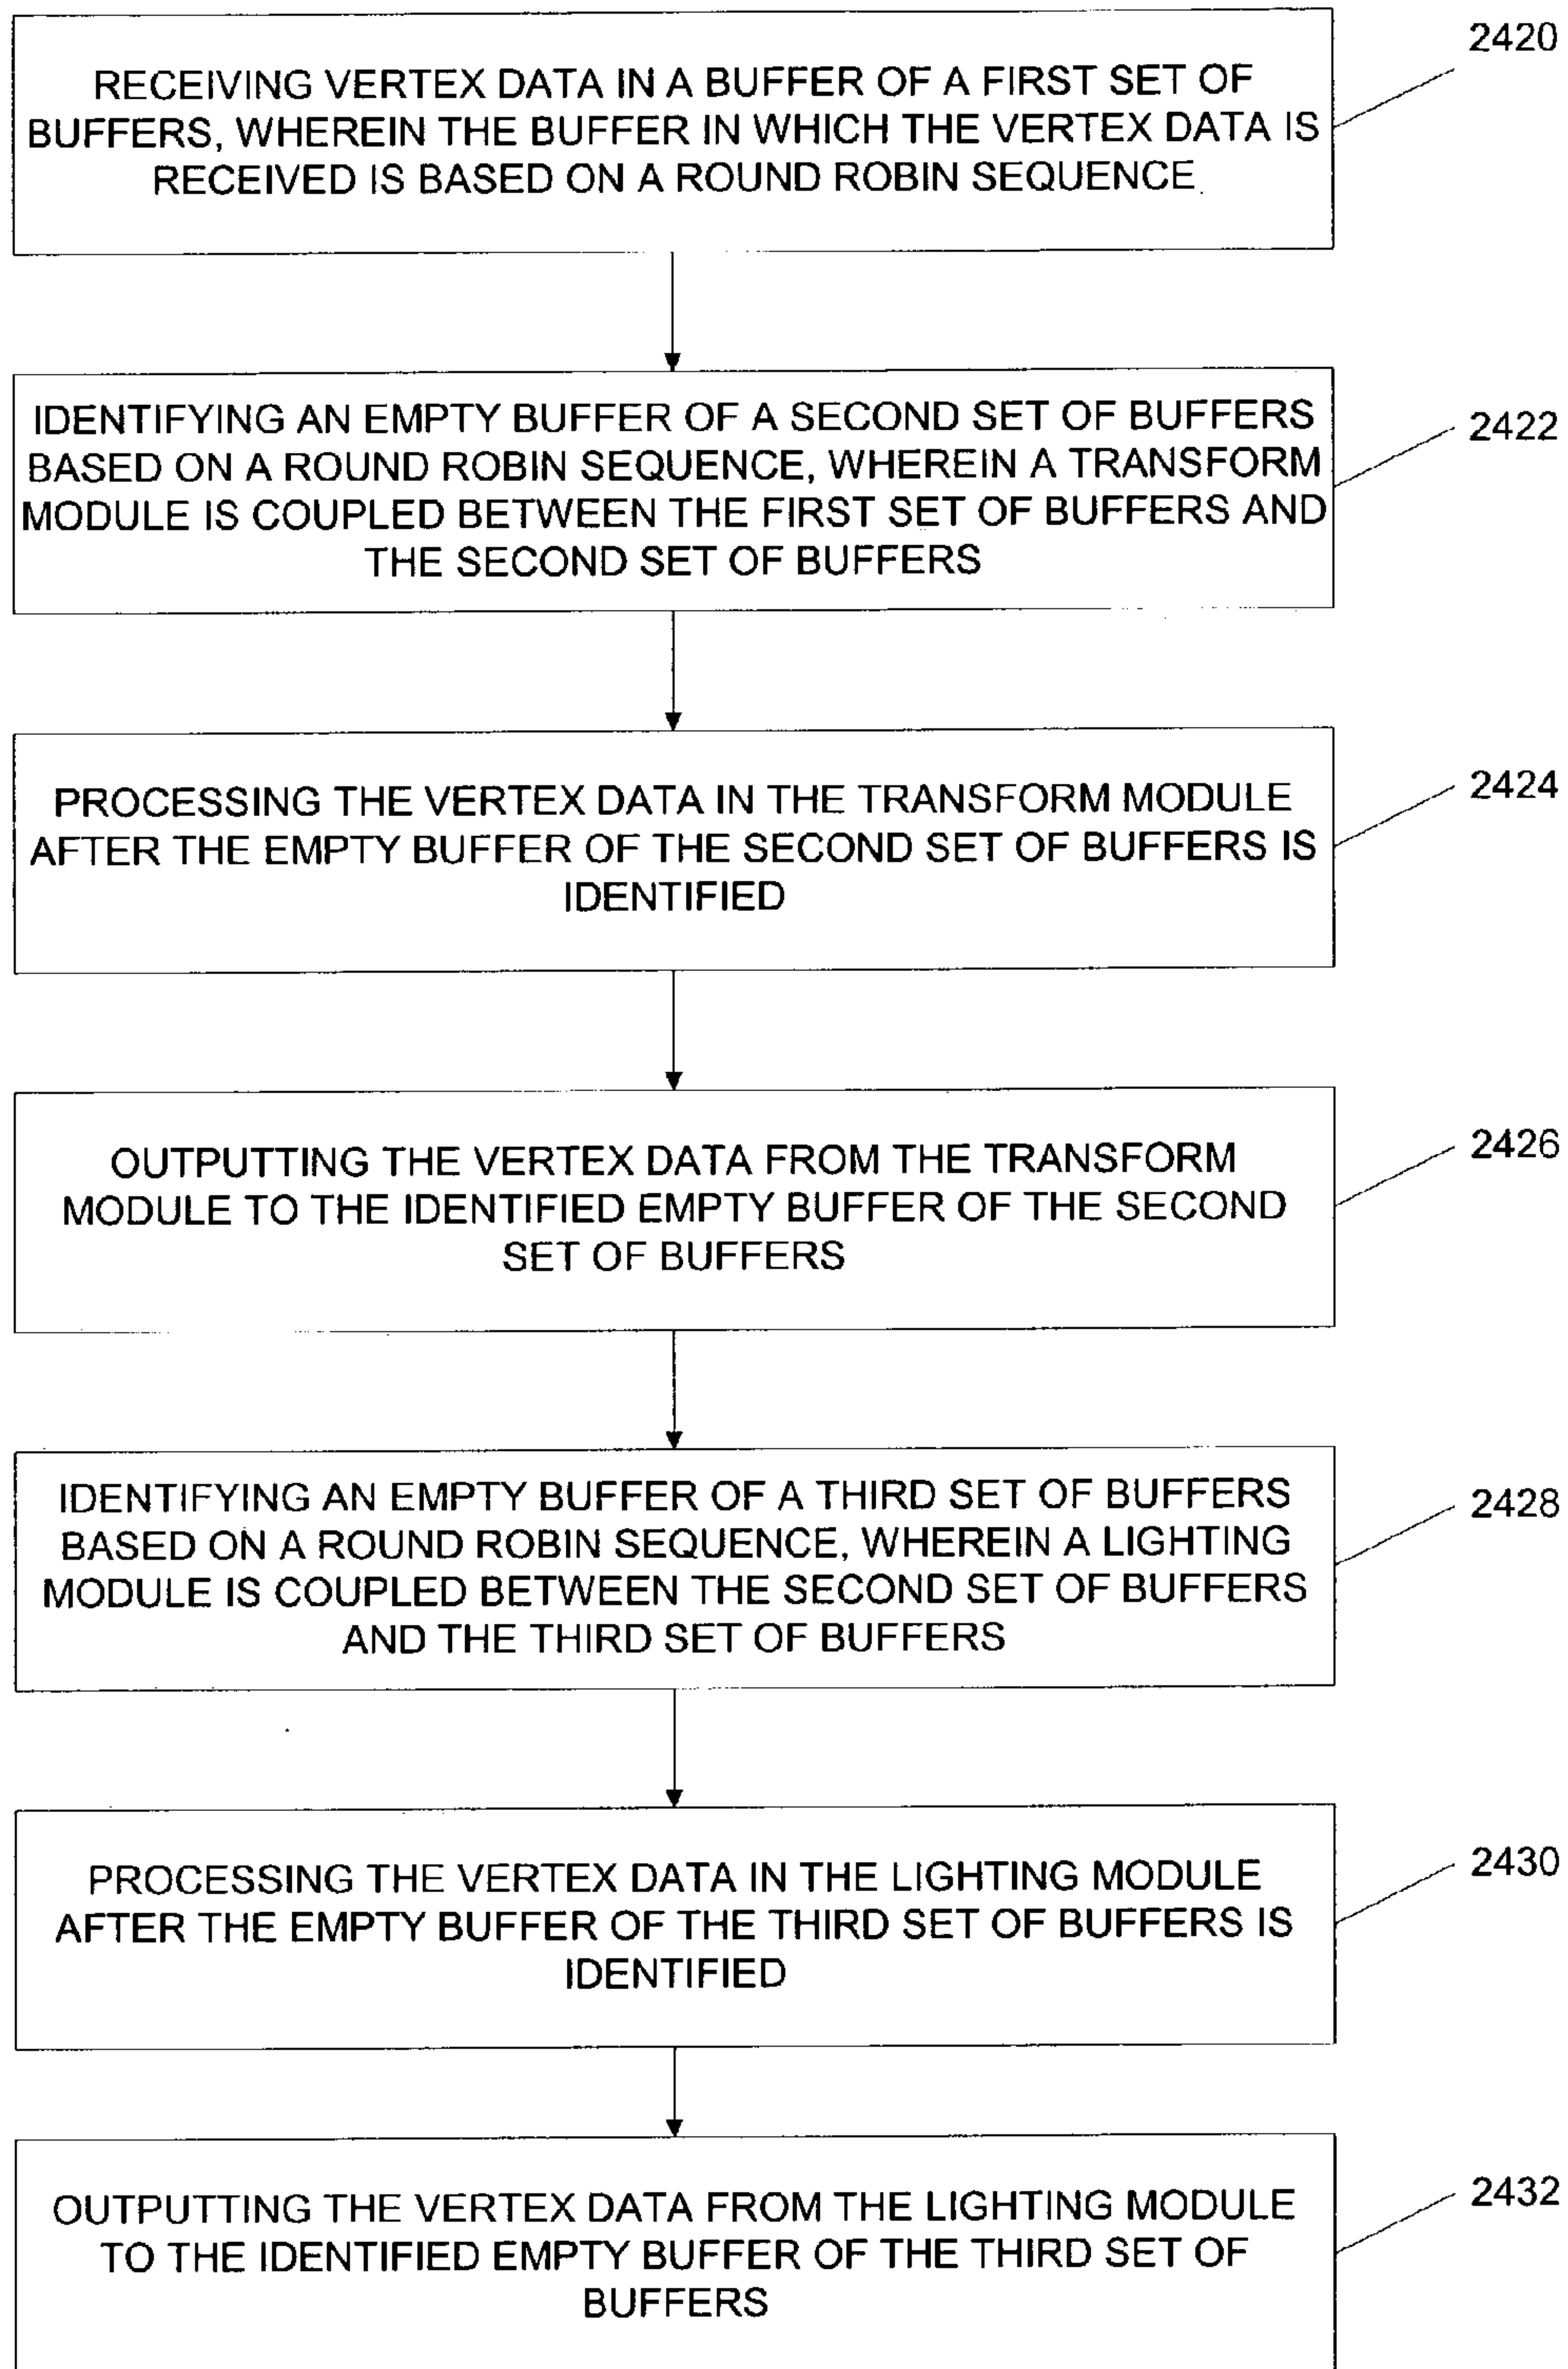 2420
RECEIVING VERTEX DATA IN A BUFFER OF A FIRST SET OF
BUFFERS, WHEREIN THE BUFFER IN WHICH THE VERTEX DATA IS
RECEIVED IS BASED ON A ROUND ROBIN SEQUENCE
2422
IDENTIFYING AN EMPTY BUFFER OF A SECOND SET OF BUFFERS
BASED ON A ROUND ROBIN SEQUENCE, WHEREIN A TRANSFORM
MODULE IS COUPLED BETWEEN THE FIRST SET OF BUFFERS AND
THE SECOND SET OF BUFFERS
2424
PROCESSING THE VERTEX DATA IN THE TRANSFORM MODULE
AFTER THE EMPTY BUFFER OF THE SECOND SET OF BUFFERS IS
IDENTIFIED
2426
OUTPUTTING THE VERTEX DATA FROM THE TRANSFORM
MODULE TO THE IDENTIFIED EMPTY BUFFER OF THE SECOND
SET OF BUFFERS
2428
IDENTIFYING AN EMPTY BUFFER OF A THIRD SET OF BUFFERS
BASED ON A ROUND ROBIN SEQUENCE, WHEREIN A LIGHTING
MODULE IS COUPLED BETWEEN THE SECOND SET OF BUFFERS
AND THE THIRD SET OF BUFFERS
2430
PROCESSING THE VERTEX DATA IN THE LIGHTING MODULE
AFTER THE EMPTY BUFFER OF THE THIRD SET OF BUFFERS IS
IDENTIFIED
2432
OUTPUTTING THE VERTEX DATA FROM THE LIGHTING MODULE
TO THE IDENTIFIED EMPTY BUFFER OF THE THIRD SET OF
BUFFERS